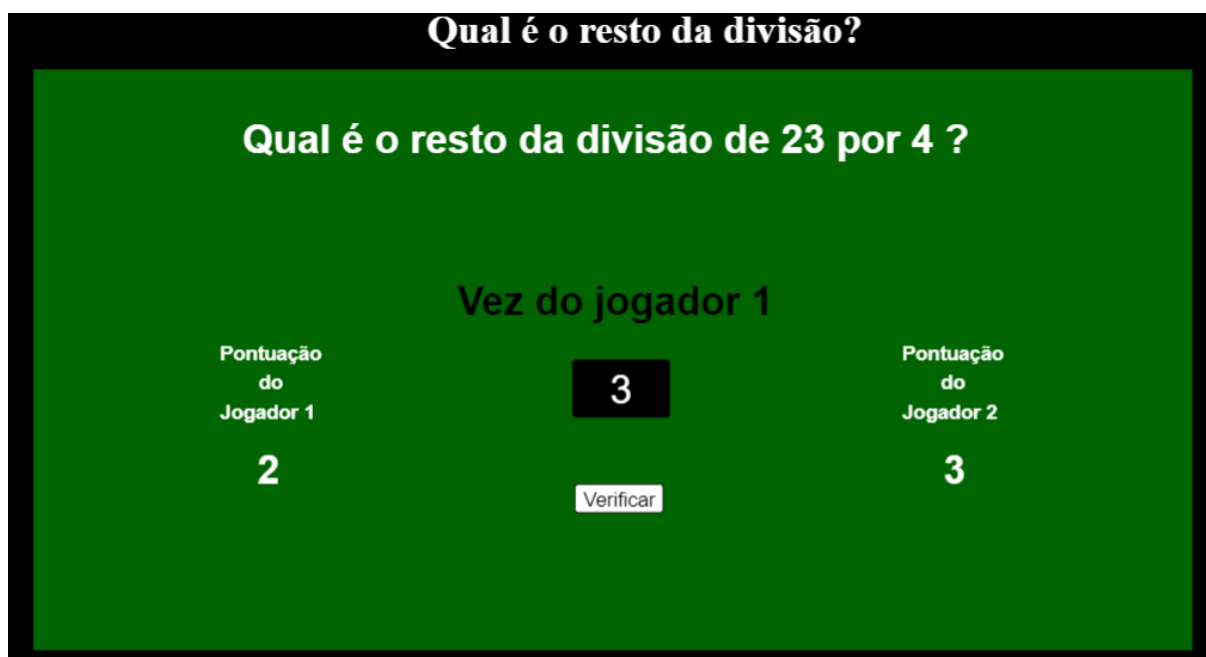 Qual é o resto da divisão?
Qual é o resto da divisão de 23 por 4 ?
Vez do jogador 1
Pontuação
do
Jogador 1
2
3
Verificar
Pontuação
do
Jogador 2
3